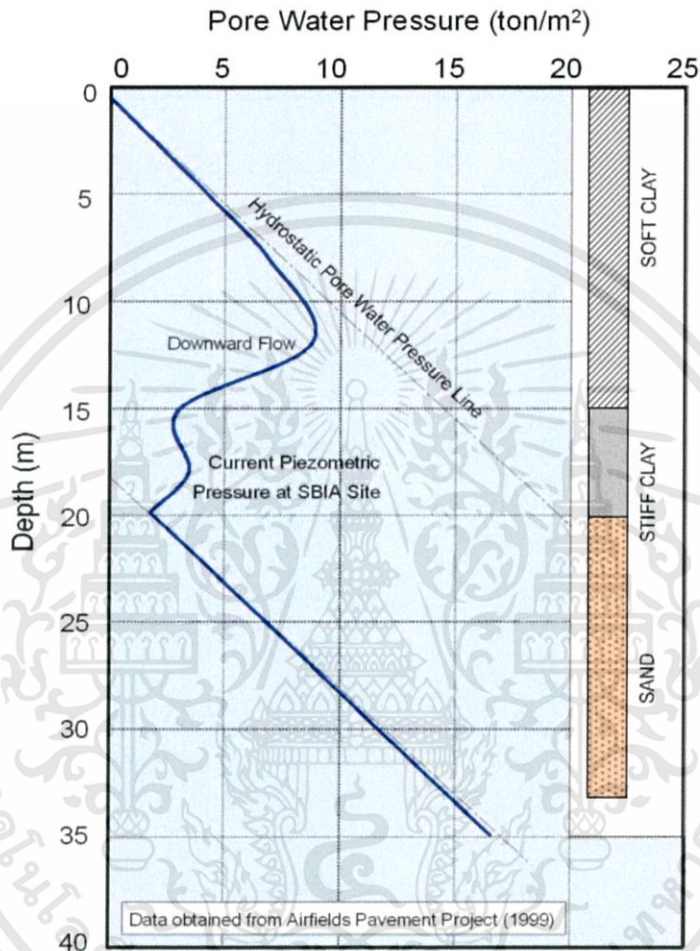 Pore Water Pressure (ton/m²)
0 5 10 15 20 25
0
5
10
15
20
25
30
35
40
Depth (m)
Hydrostatic Pore Water Pressure Line
Downward Flow
Current Piezometric
Pressure at SBIA Site
SOFT CLAY
STIFF CLAY
SAND
Data obtained from Airfields Pavement Project (1999)